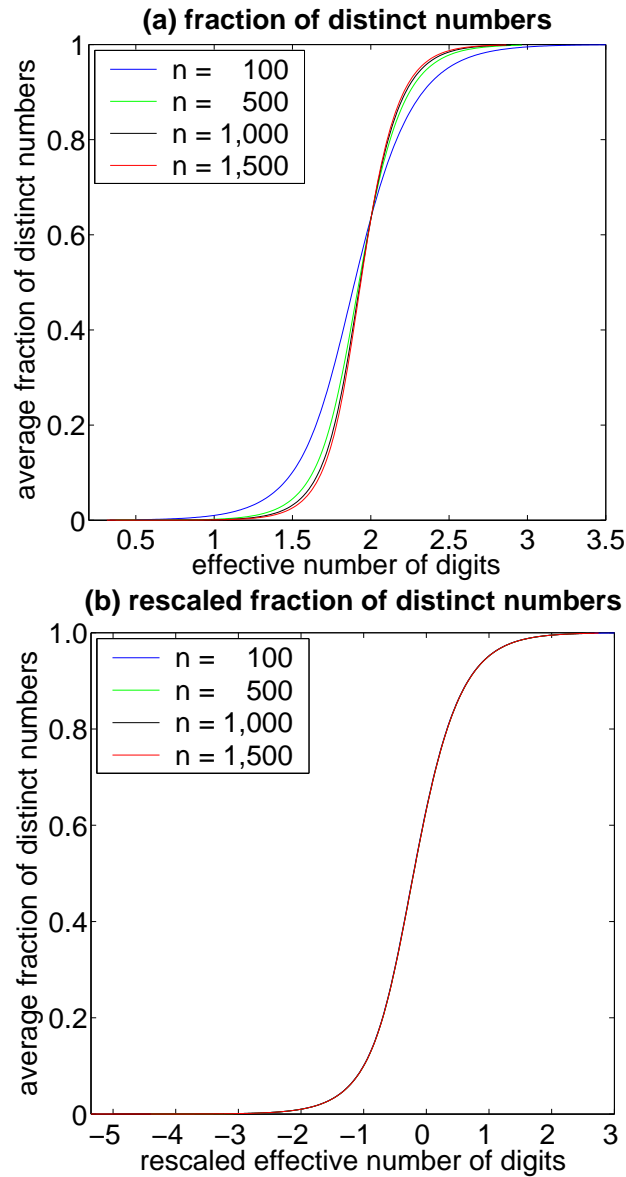 (a) fraction of distinct numbers
average fraction of distinct numbers
1
0.8
0.6
0.4
0.2
0
n = 100
n = 500
n = 1,000
n = 1,500
0.5 1 1.5 2 2.5 3 3.5
effective number of digits
(b) rescaled fraction of distinct numbers
average fraction of distinct numbers
1.0
0.8
0.6
0.4
0.2
0
n = 100
n = 500
n = 1,000
n = 1,500
−5 −4 −3 −2 −1 0 1 2 3
rescaled effective number of digits